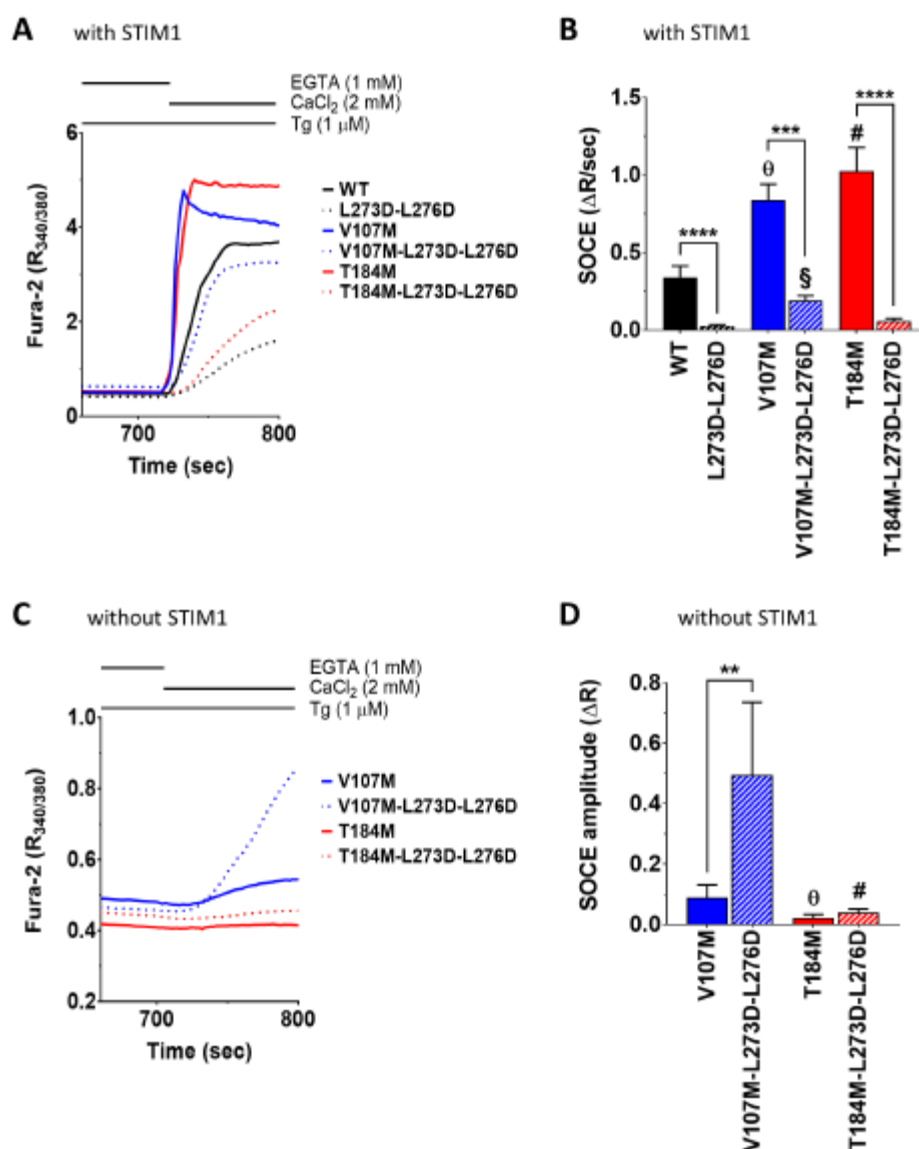 A with STIM1
EGTA (1 mM)
CaCl₂ (2 mM)
Tg (1 μM)
Fura-2 (R340/380)
6
4
2
0
700 800
Time (sec)
WT
L273D-L276D
V107M
V107M-L273D-L276D
T184M
T184M-L273D-L276D
B with STIM1
SOCE (ΔR/sec)
1.5
1.0
0.5
0.0
****
***
****
θ
§
#
WT
L273D-L276D
V107M
V107M-L273D-L276D
T184M
T184M-L273D-L276D
C without STIM1
EGTA (1 mM)
CaCl₂ (2 mM)
Tg (1 μM)
Fura-2 (R340/380)
1.0
0.8
0.6
0.4
0.2
700 800
Time (sec)
V107M
V107M-L273D-L276D
T184M
T184M-L273D-L276D
D without STIM1
SOCE amplitude (ΔR)
0.8
0.6
0.4
0.2
0.0
**
θ
#
V107M
V107M-L273D-L276D
T184M
T184M-L273D-L276D